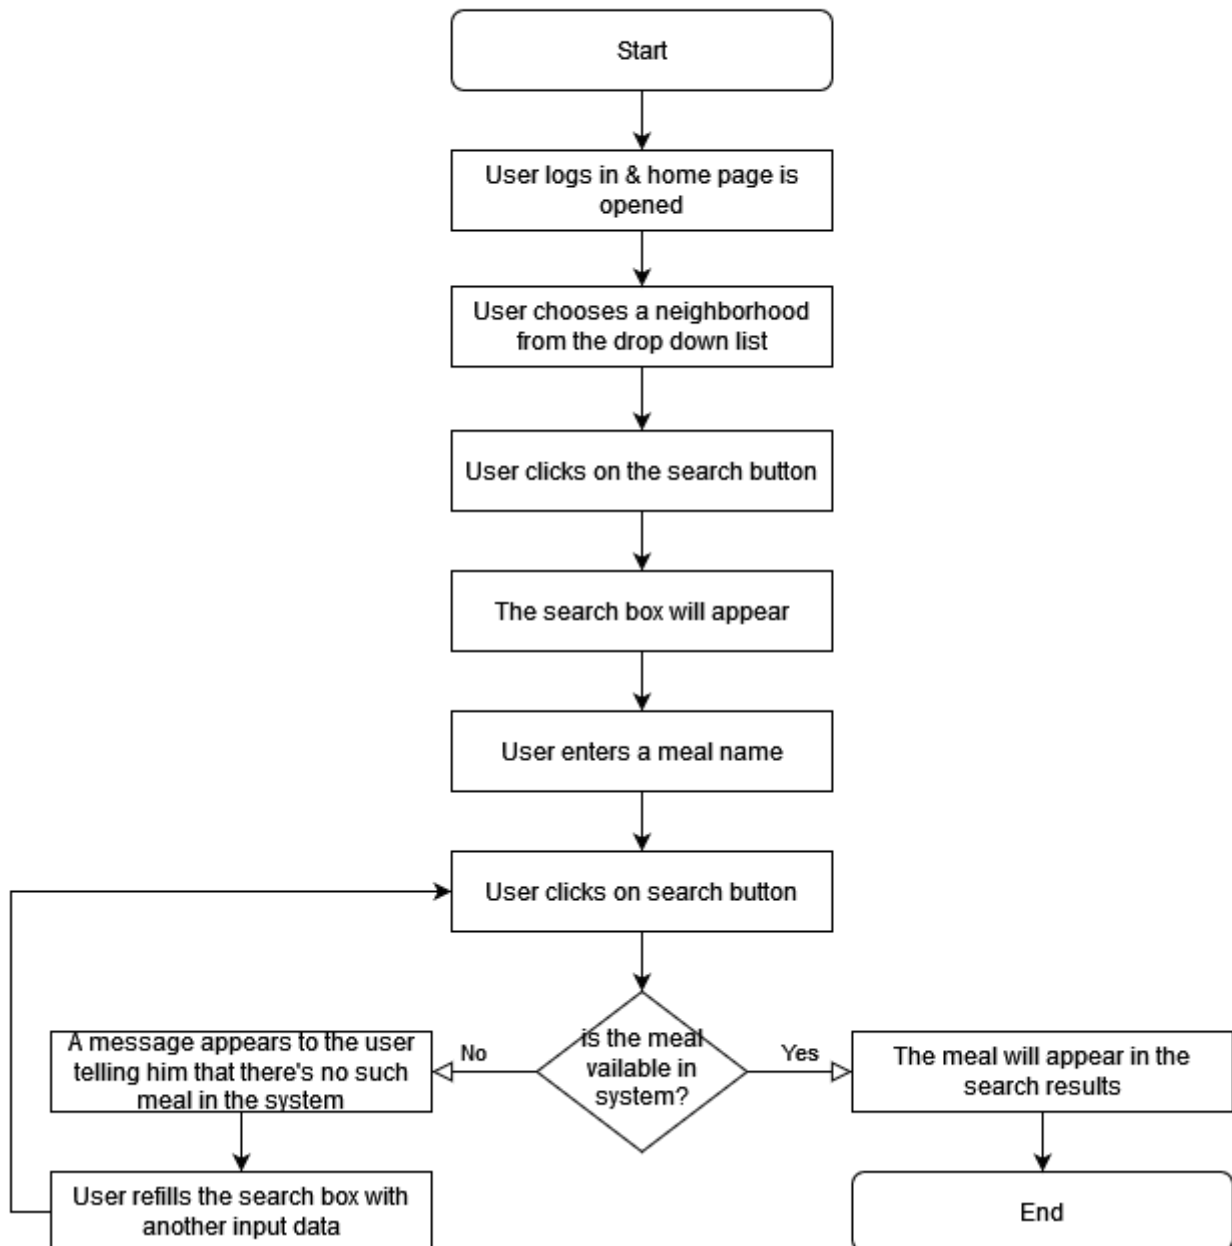 Start
User logs in & home page is
opened
User chooses a neighborhood
from the drop down list
User clicks on the search button
The search box will appear
User enters a meal name
User clicks on search button
is the meal
vailable in
system?
No
Yes
A message appears to the user
telling him that there's no such
meal in the system
The meal will appear in the
search results
User refills the search box with
another input data
End